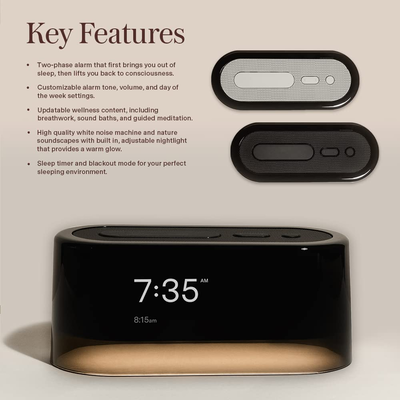 Key Features
• Two-phase alarm that first brings you out of
sleep, then lifts you back to consciousness.
• Customizable alarm tone, volume, and day of
the week settings.
• Updatable wellness content, including
breathwork, sound baths, and guided meditation.
• High quality white noise machine and nature
soundscapes with built in, adjustable nightlight
that provides a warm glow.
• Sleep timer and blackout mode for your perfect
sleeping environment.
7:35 AM
8:15am